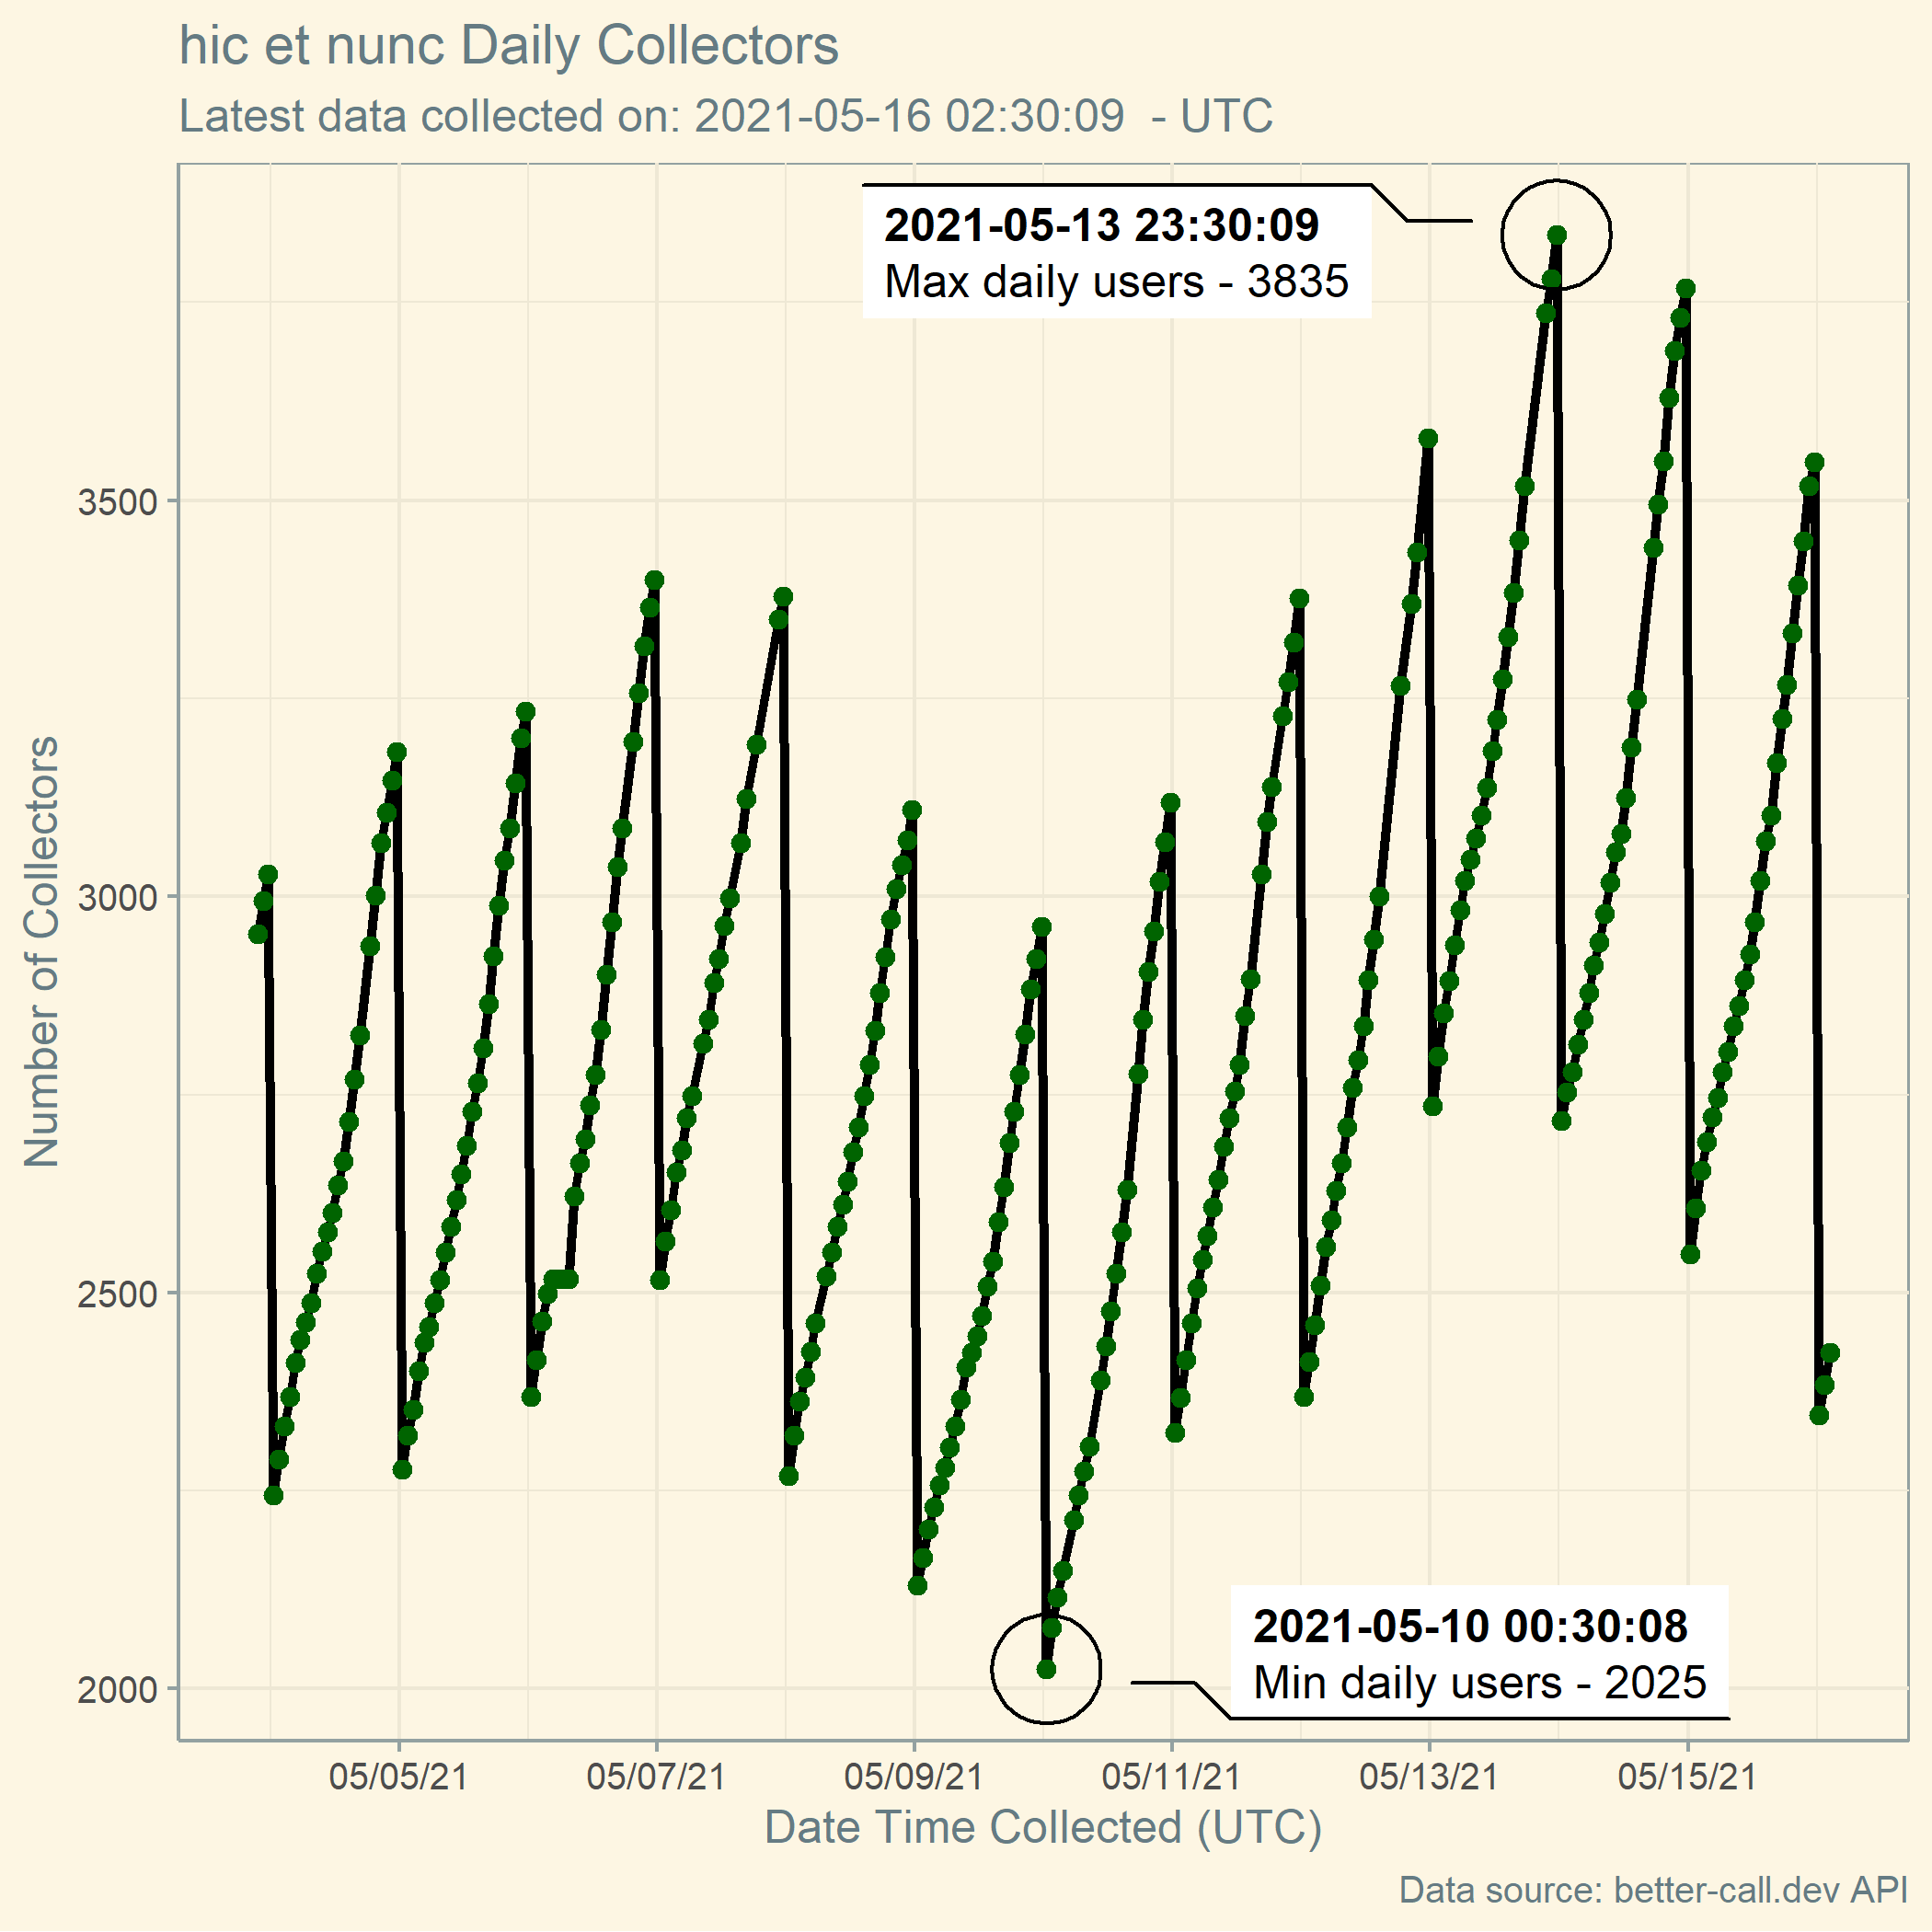 hic et nunc Daily Collectors
Latest data collected on: 2021-05-16 02:30:09  - UTC
2021-05-13 23:30:09
Max daily users - 3835
3500
3000
2500
2000
Number of Collectors
2021-05-10 00:30:08
Min daily users - 2025
05/05/21 05/07/21 05/09/21 05/11/21 05/13/21 05/15/21
Date Time Collected (UTC)
Data source: better-call.dev API